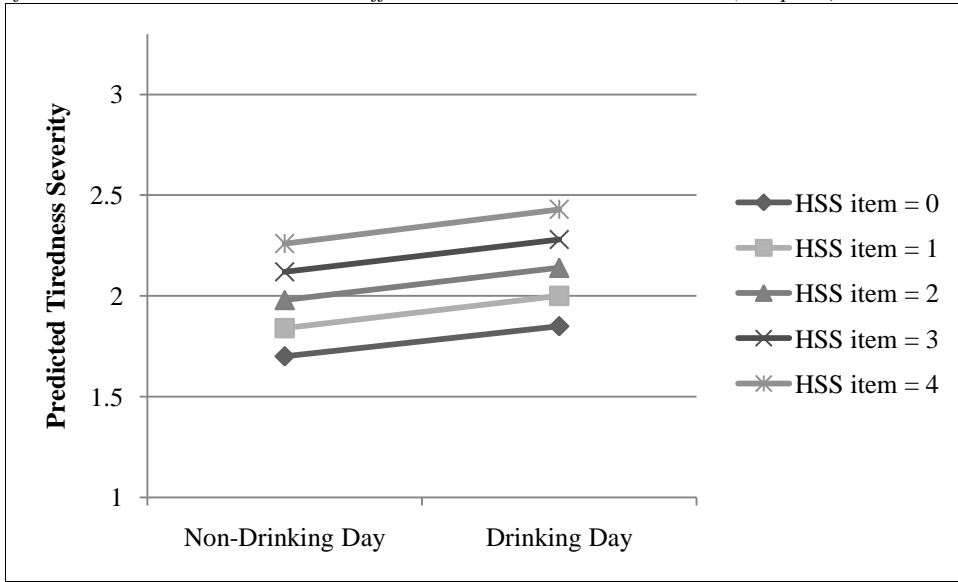 Predicted Tiredness Severity
3
2.5
2
1.5
1
Non-Drinking Day
Drinking Day
HSS item = 0
HSS item = 1
HSS item = 2
HSS item = 3
HSS item = 4